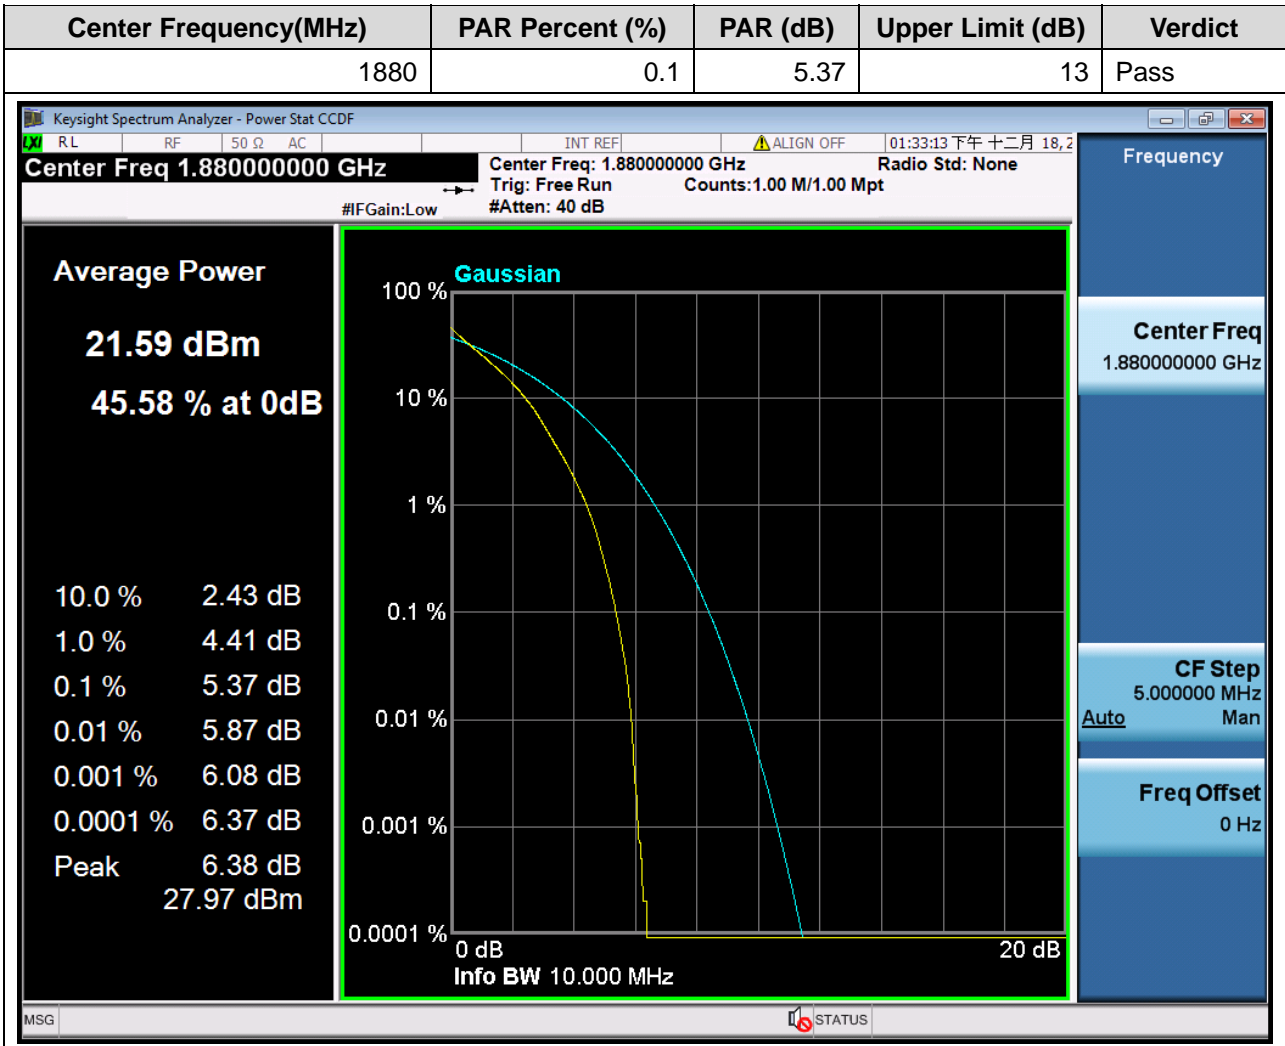 Center Frequency(MHz) PAR Percent (%) PAR (dB) Upper Limit (dB) Verdict
1880 0.1 5.37 13 Pass
Keysight Spectrum Analyzer - Power Stat CCDF
LXI RL RF 50 Ω AC INT REF ALIGN OFF 01:33:13 下午 十二月 18, 2
Center Freq 1.880000000 GHz
Center Freq: 1.880000000 GHz Radio Std: None
Trig: Free Run Counts:1.00 M/1.00 Mpt
#IFGain:Low #Atten: 40 dB
Average Power
21.59 dBm
45.58 % at 0dB
10.0 % 2.43 dB
1.0 % 4.41 dB
0.1 % 5.37 dB
0.01 % 5.87 dB
0.001 % 6.08 dB
0.0001 % 6.37 dB
Peak 6.38 dB
27.97 dBm
Gaussian
100 %
10 %
1 %
0.1 %
0.01 %
0.001 %
0.0001 %
0 dB 20 dB
Info BW 10.000 MHz
Frequency
Center Freq
1.880000000 GHz
CF Step
5.000000 MHz
Auto Man
Freq Offset
0 Hz
MSG STATUS